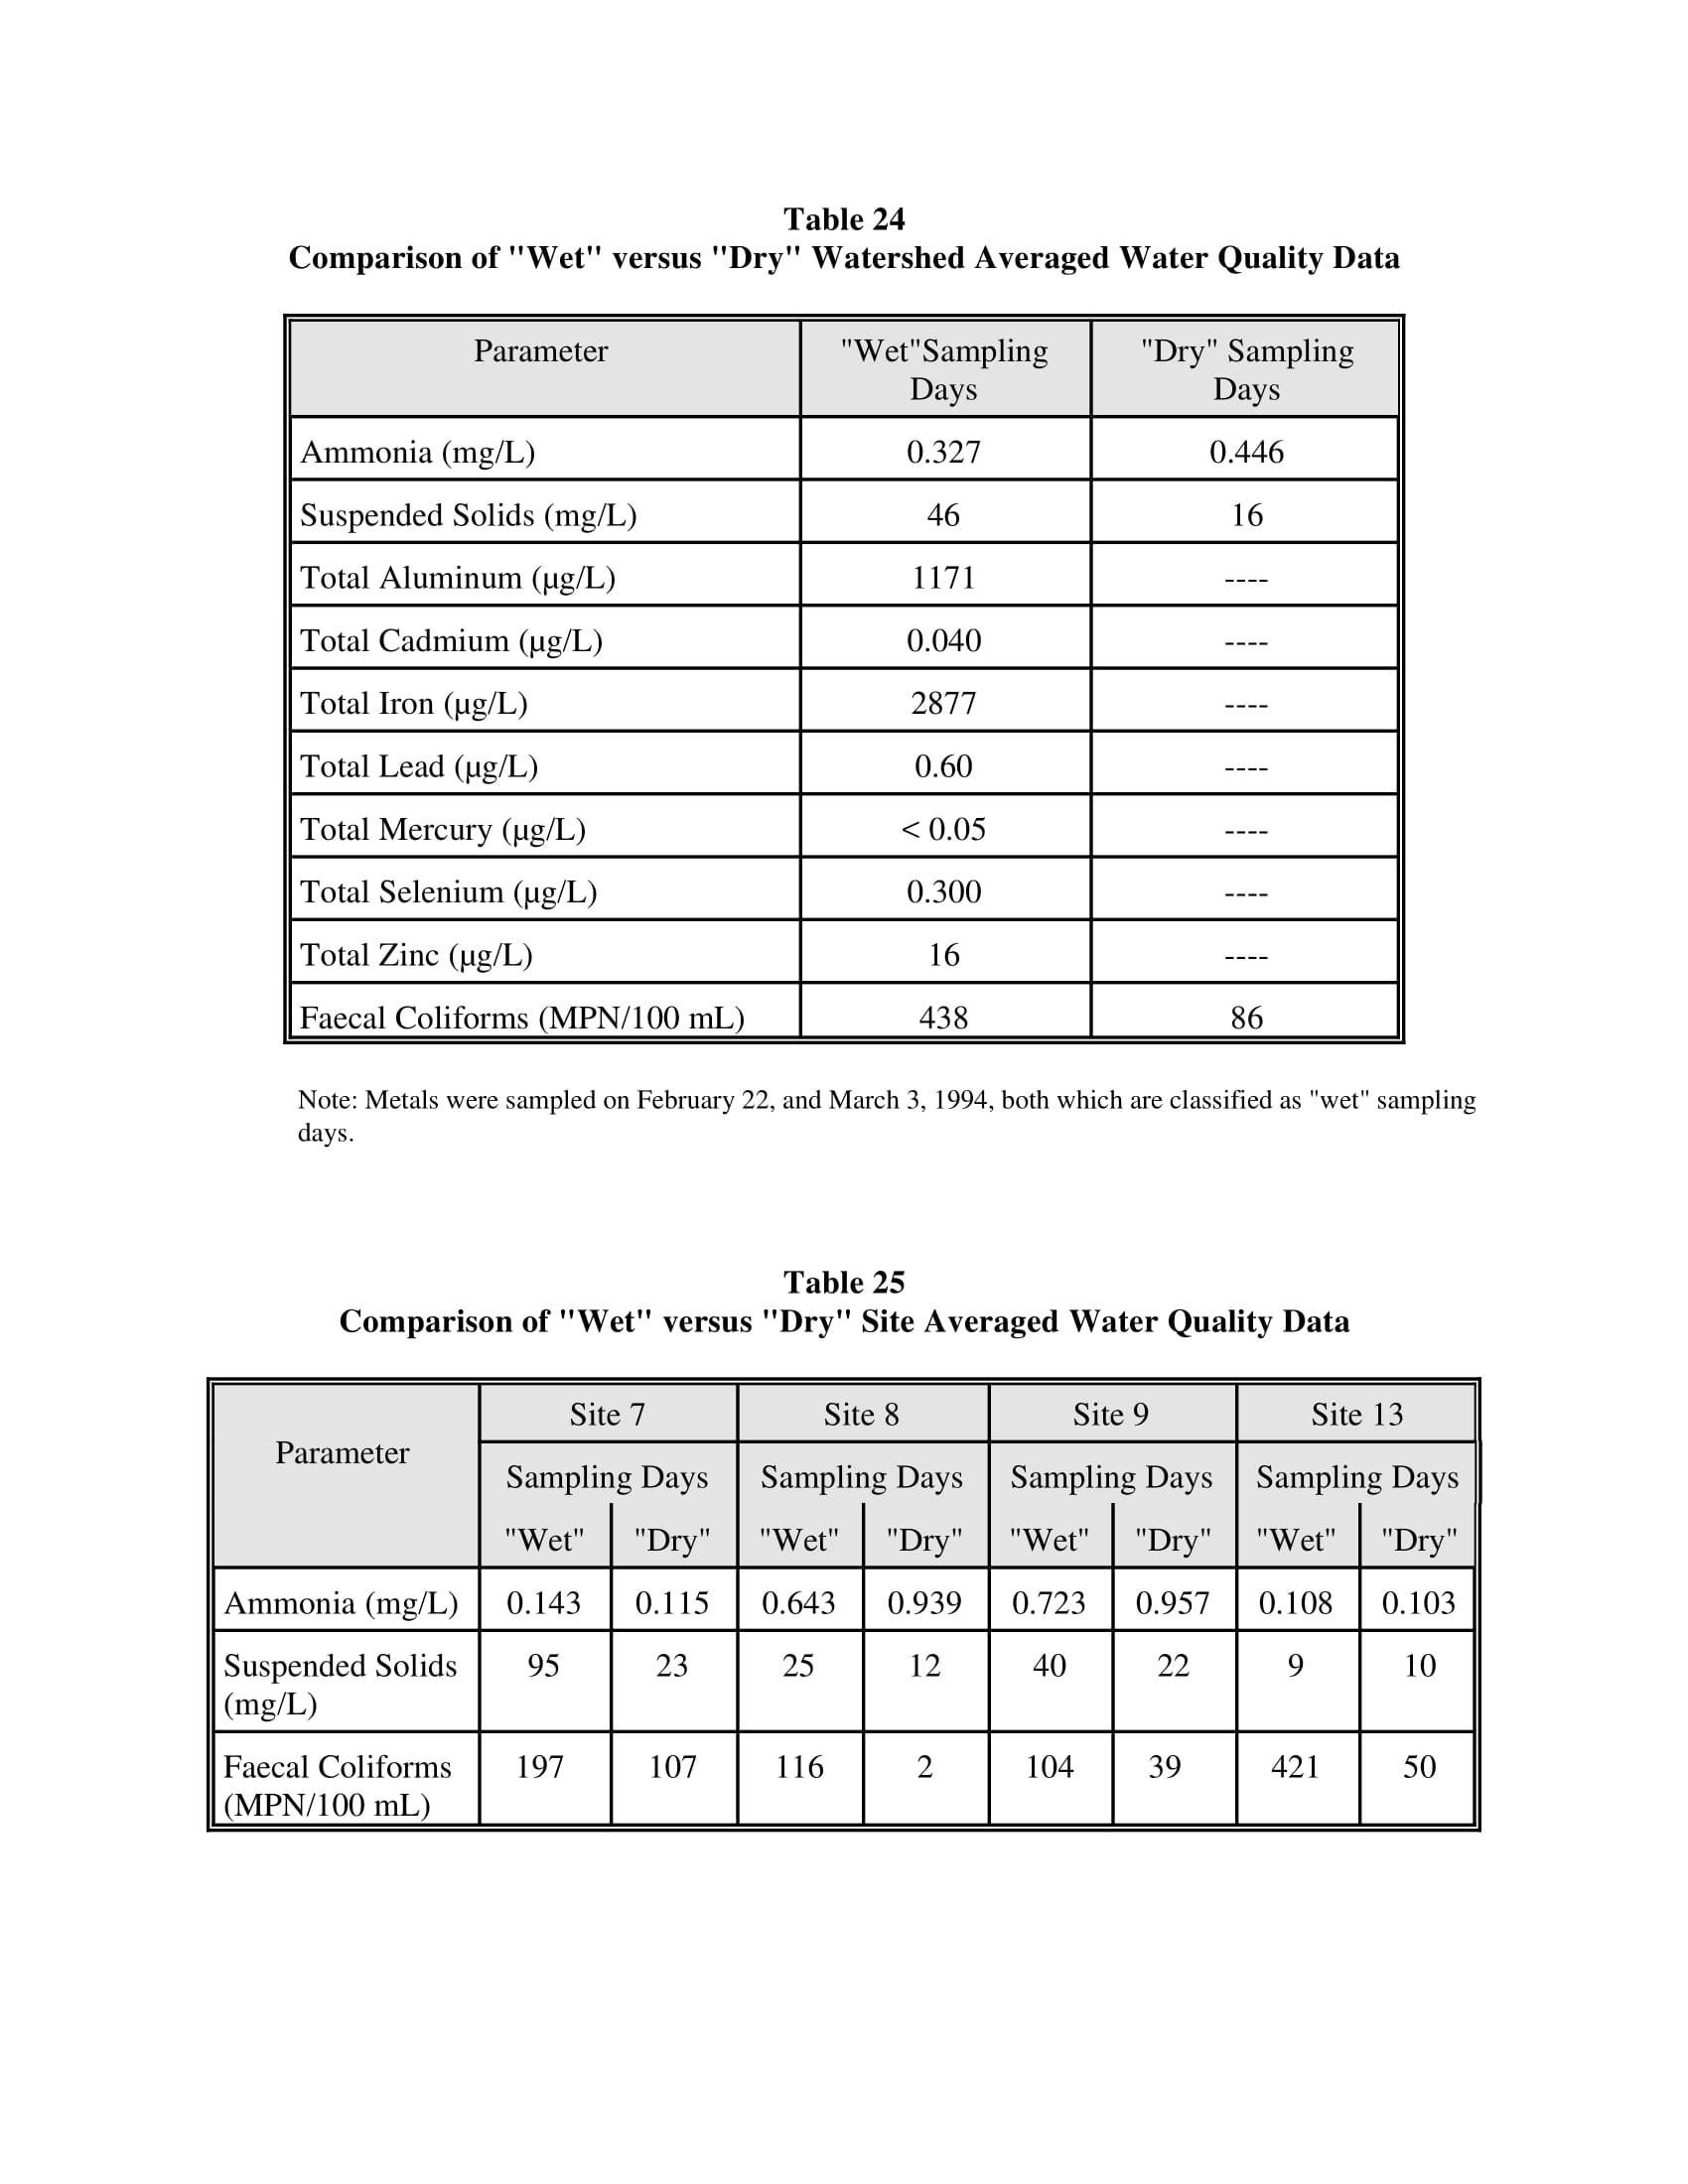 Table 24
Comparison of "Wet" versus "Dry" Watershed Averaged Water Quality Data
Parameter "Wet"Sampling Days "Dry" Sampling Days
Ammonia (mg/L) 0.327 0.446
Suspended Solids (mg/L) 46 16
Total Aluminum (µg/L) 1171 ----
Total Cadmium (µg/L) 0.040 ----
Total Iron (µg/L) 2877 ----
Total Lead (µg/L) 0.60 ----
Total Mercury (µg/L) < 0.05 ----
Total Selenium (µg/L) 0.300 ----
Total Zinc (µg/L) 16 ----
Faecal Coliforms (MPN/100 mL) 438 86
Note: Metals were sampled on February 22, and March 3, 1994, both which are classified as "wet" sampling
days.
Table 25
Comparison of "Wet" versus "Dry" Site Averaged Water Quality Data
Parameter Site 7 Site 8 Site 9 Site 13
Sampling Days Sampling Days Sampling Days Sampling Days
"Wet" "Dry" "Wet" "Dry" "Wet" "Dry" "Wet" "Dry"
Ammonia (mg/L) 0.143 0.115 0.643 0.939 0.723 0.957 0.108 0.103
Suspended Solids 95 23 25 12 40 22 9 10
(mg/L)
Faecal Coliforms 197 107 116 2 104 39 421 50
(MPN/100 mL)